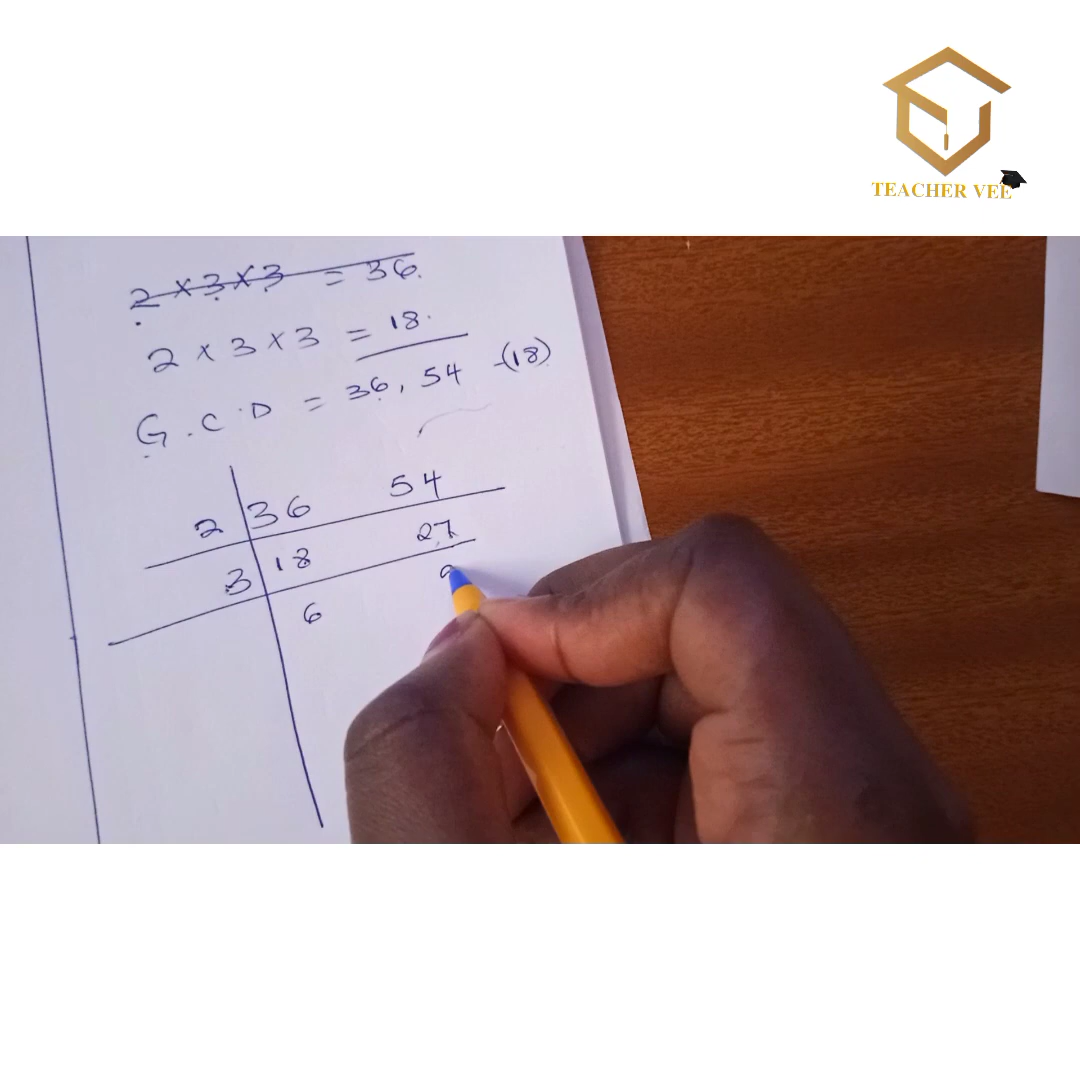 TEACHER VEE
2 × 3 × 3 = 36.
2 × 3 × 3 = 18.
G.C.D = 36, 54 -(18)
2 36 54
3 18 27
6 9